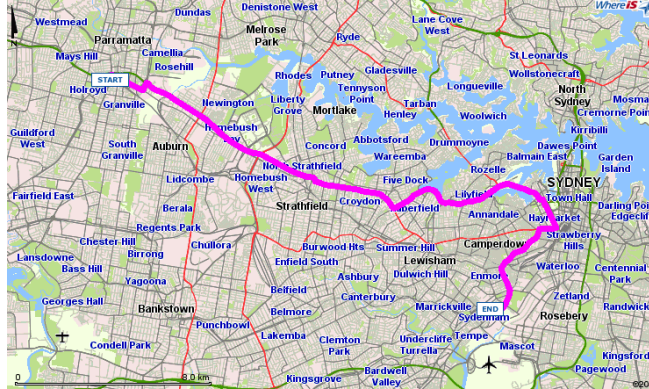 Westmead
Dundas
Denistone West
Lane Cove
West
WhereiS
Parramatta
Melrose
Park
Ryde
Mays Hill
Camellia
Rosehill
St Leonards
Wollstonecraft
START
Holroyd
Granville
Rhodes
Putney
Gladesville
Longueville
North
Sydney
Newington
Liberty
Grove
Tennyson
Point
Tarban
Henley
Woolwich
Mosma
Cremorne Poin
Mortlake
Kirribilli
Guildford
West
South
Granville
Auburn
Homebush
Bay
Concord
Abbotsford
Wareemba
Drummoyne
Dawes Point
Balmain East
Garden
Island
Lidcombe
North Strathfield
Homebush
West
Five Dock
Rozelle
SYDNEY
Fairfield East
Berala
Strathfield
Croydon
Haberfield
Lilyfield
Annandale
Town Hall
Haymarket
Darling Poin
Edgecliff
Regents Park
Chester Hill
Birrong
Chullora
Burwood Hts
Summer Hill
Camperdown
Strawberry
Hills
Lansdowne
Bass Hill
Enfield South
Lewisham
Waterloo
Centennial
Park
Yagoona
Belfield
Ashbury
Dulwich Hill
Enmore
Georges Hall
Bankstown
Belmore
Canterbury
Marrickville
END
Sydenham
Zetland
Randwick
Rosebery
Punchbowl
Lakemba
Clemton
Park
Undercliffe
Turrella
Tempe
Mascot
Condell Park
Kingsford
Pagewood
0
3.0 km
Kingsgrove
Bardwell
Valley
©20